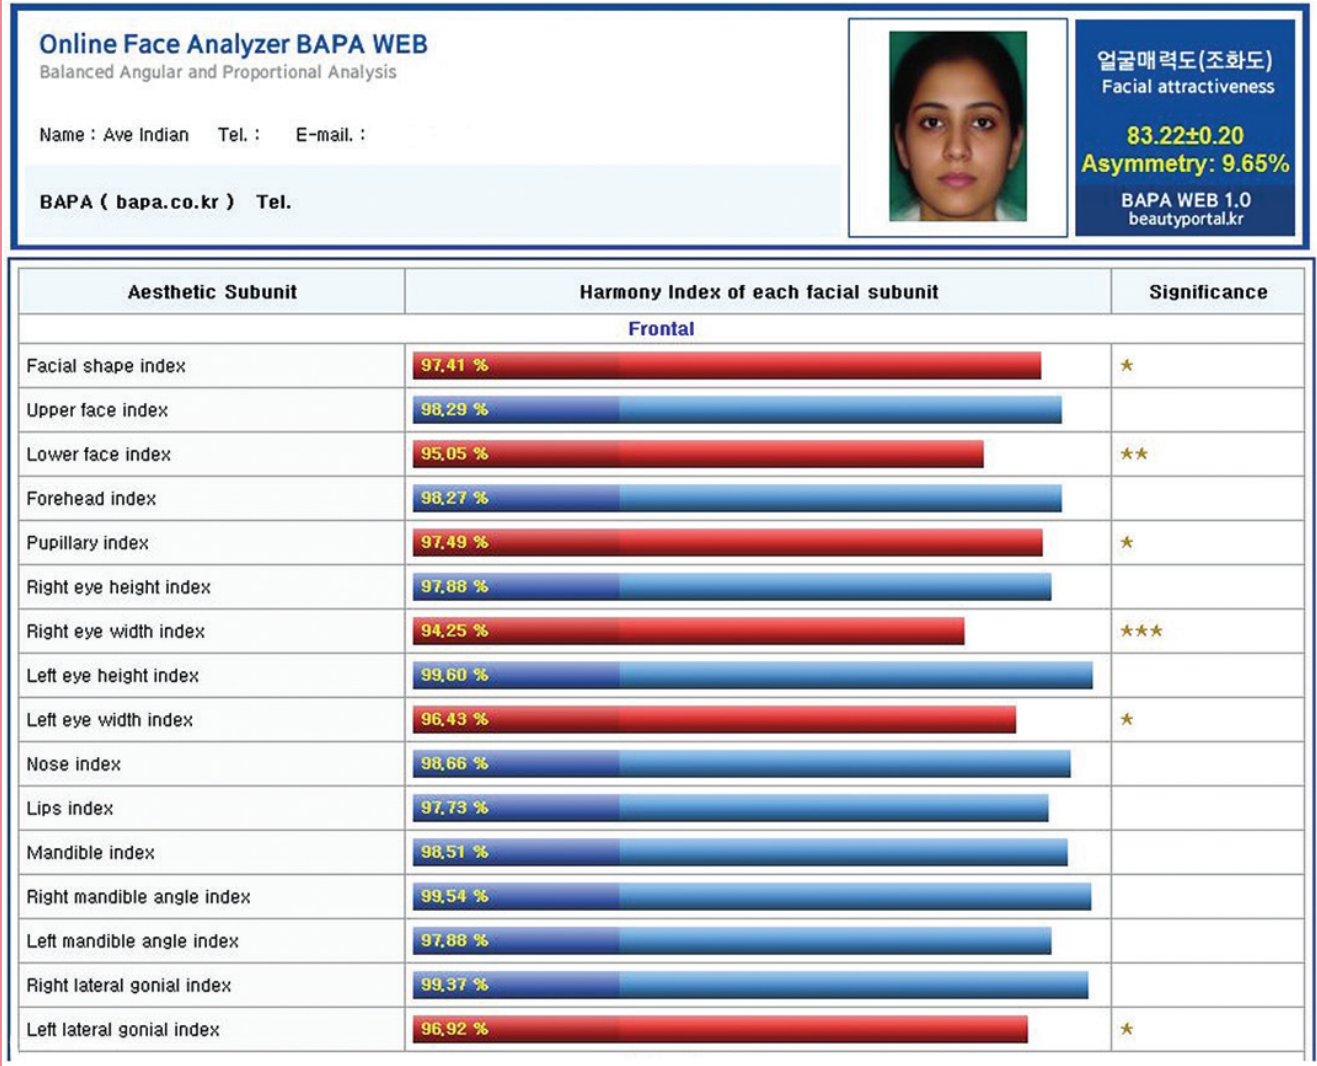 Online Face Analyzer BAPA WEB
Balanced Angular and Proportional Analysis
Name : Ave Indian Tel. : E-mail. :
BAPA ( bapa.co.kr ) Tel.
얼굴매력도(조화도)
Facial attractiveness
83.22±0.20
Asymmetry: 9.65%
BAPA WEB 1.0
beautyportal.kr
Aesthetic Subunit Harmony Index of each facial subunit Significance
Frontal
Facial shape index 97.41 % *
Upper face index 98.29 %
Lower face index 95.05 % **
Forehead index 98.27 %
Pupillary index 97.49 % *
Right eye height index 97.88 %
Right eye width index 94.25 % ***
Left eye height index 99.60 %
Left eye width index 96.43 % *
Nose index 98.66 %
Lips index 97.73 %
Mandible index 98.51 %
Right mandible angle index 99.54 %
Left mandible angle index 97.88 %
Right lateral gonial index 99.37 %
Left lateral gonial index 96.92 % *